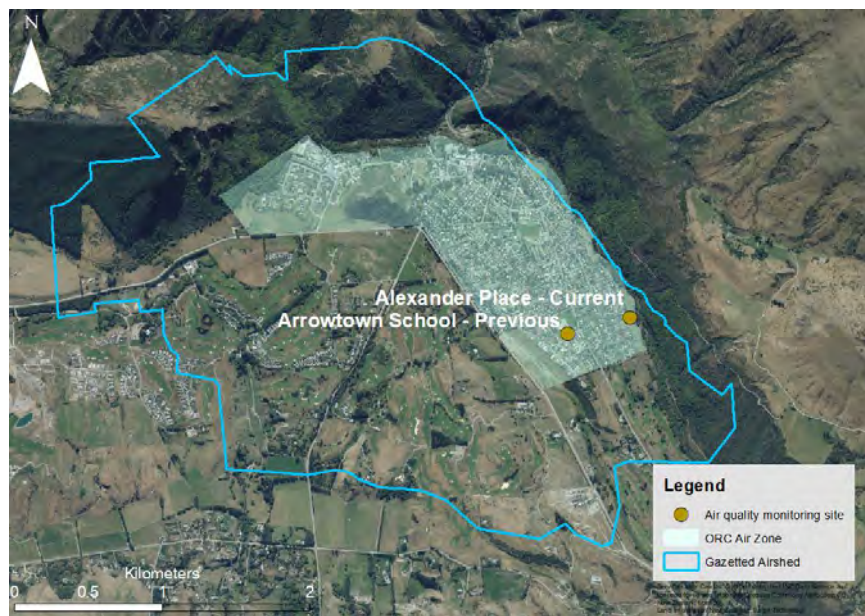 N
Alexander Place - Current
Arrowtown School - Previous
Legend
Air quality monitoring site
ORC Air Zone
Gazetted Airshed
Kilometers
0 0.5 1 2